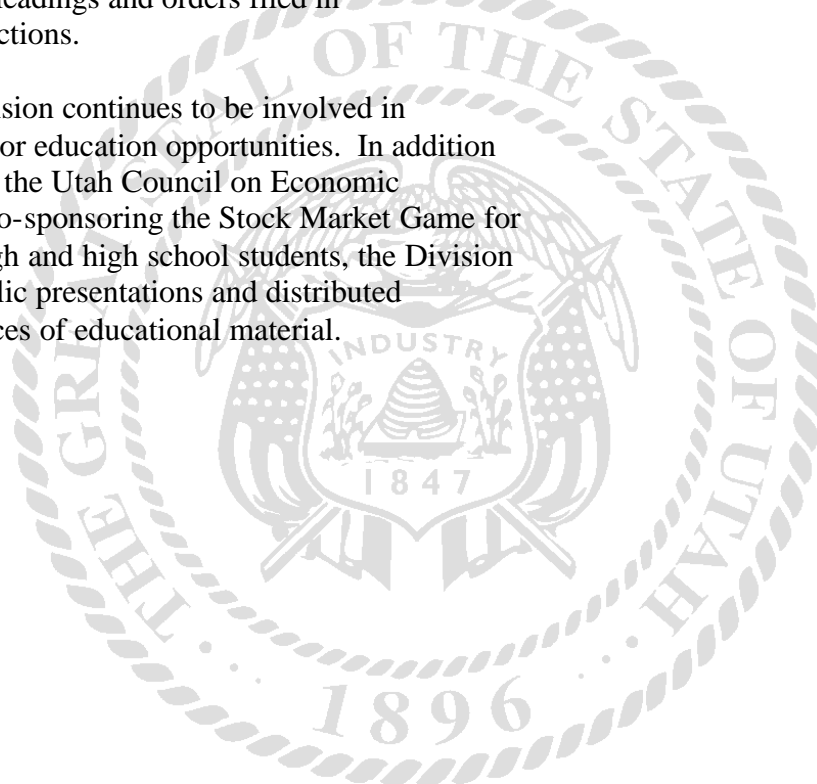 eadings and orders filed in
ctions.
sion continues to be involved in
or education opportunities. In addition
the Utah Council on Economic
o-sponsoring the Stock Market Game for
gh and high school students, the Division
lic presentations and distributed
ces of educational material.
THE GREAT SEAL OF THE STATE OF UTAH
INDUSTRY
1847
1896